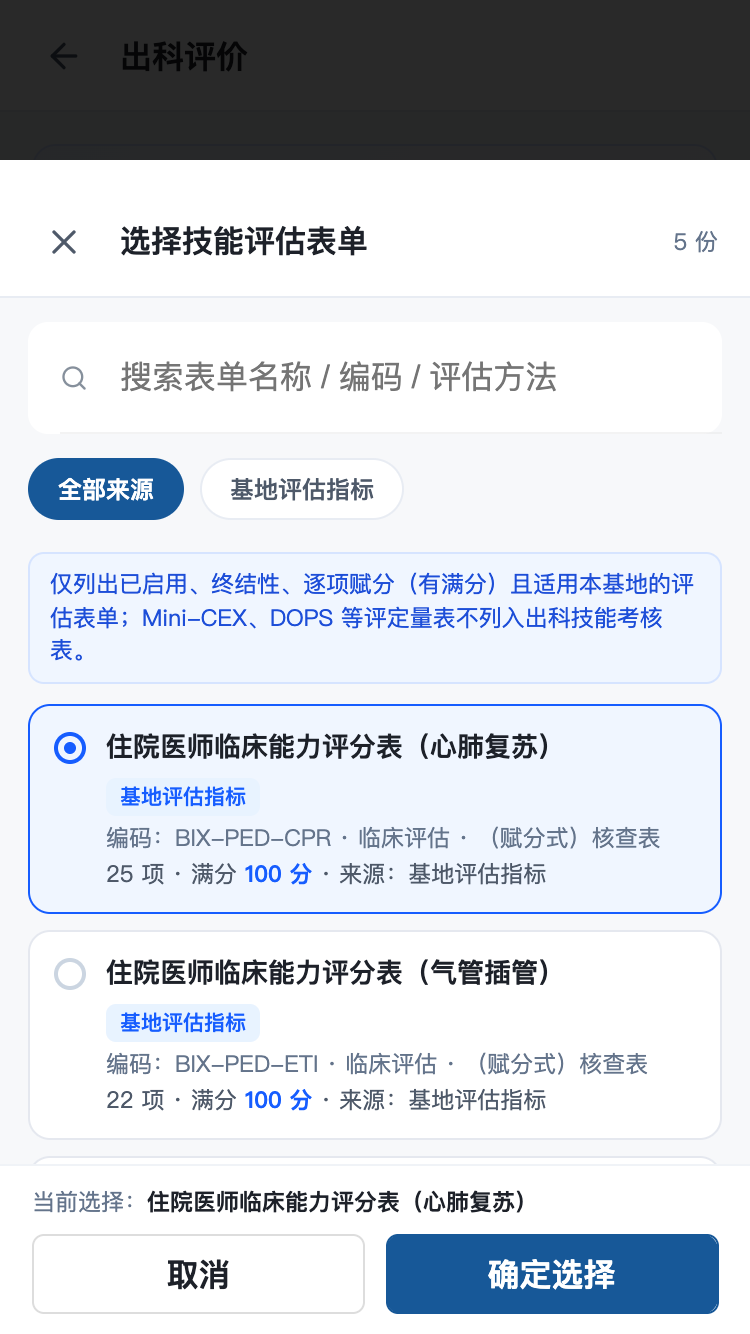 出科评价
选择技能评估表单
5 份
搜索表单名称 / 编码 / 评估方法
全部来源
基地评估指标
仅列出已启用、终结性、逐项赋分（有满分）且适用本基地的评
估表单；Mini-CEX、DOPS 等评定量表不列入出科技能考核
表。
住院医师临床能力评分表（心肺复苏）
基地评估指标
编码：BIX-PED-CPR · 临床评估 · （赋分式）核查表
25 项 · 满分 100 分 · 来源：基地评估指标
住院医师临床能力评分表（气管插管）
基地评估指标
编码：BIX-PED-ETI · 临床评估 · （赋分式）核查表
22 项 · 满分 100 分 · 来源：基地评估指标
当前选择：住院医师临床能力评分表（心肺复苏）
取消
确定选择